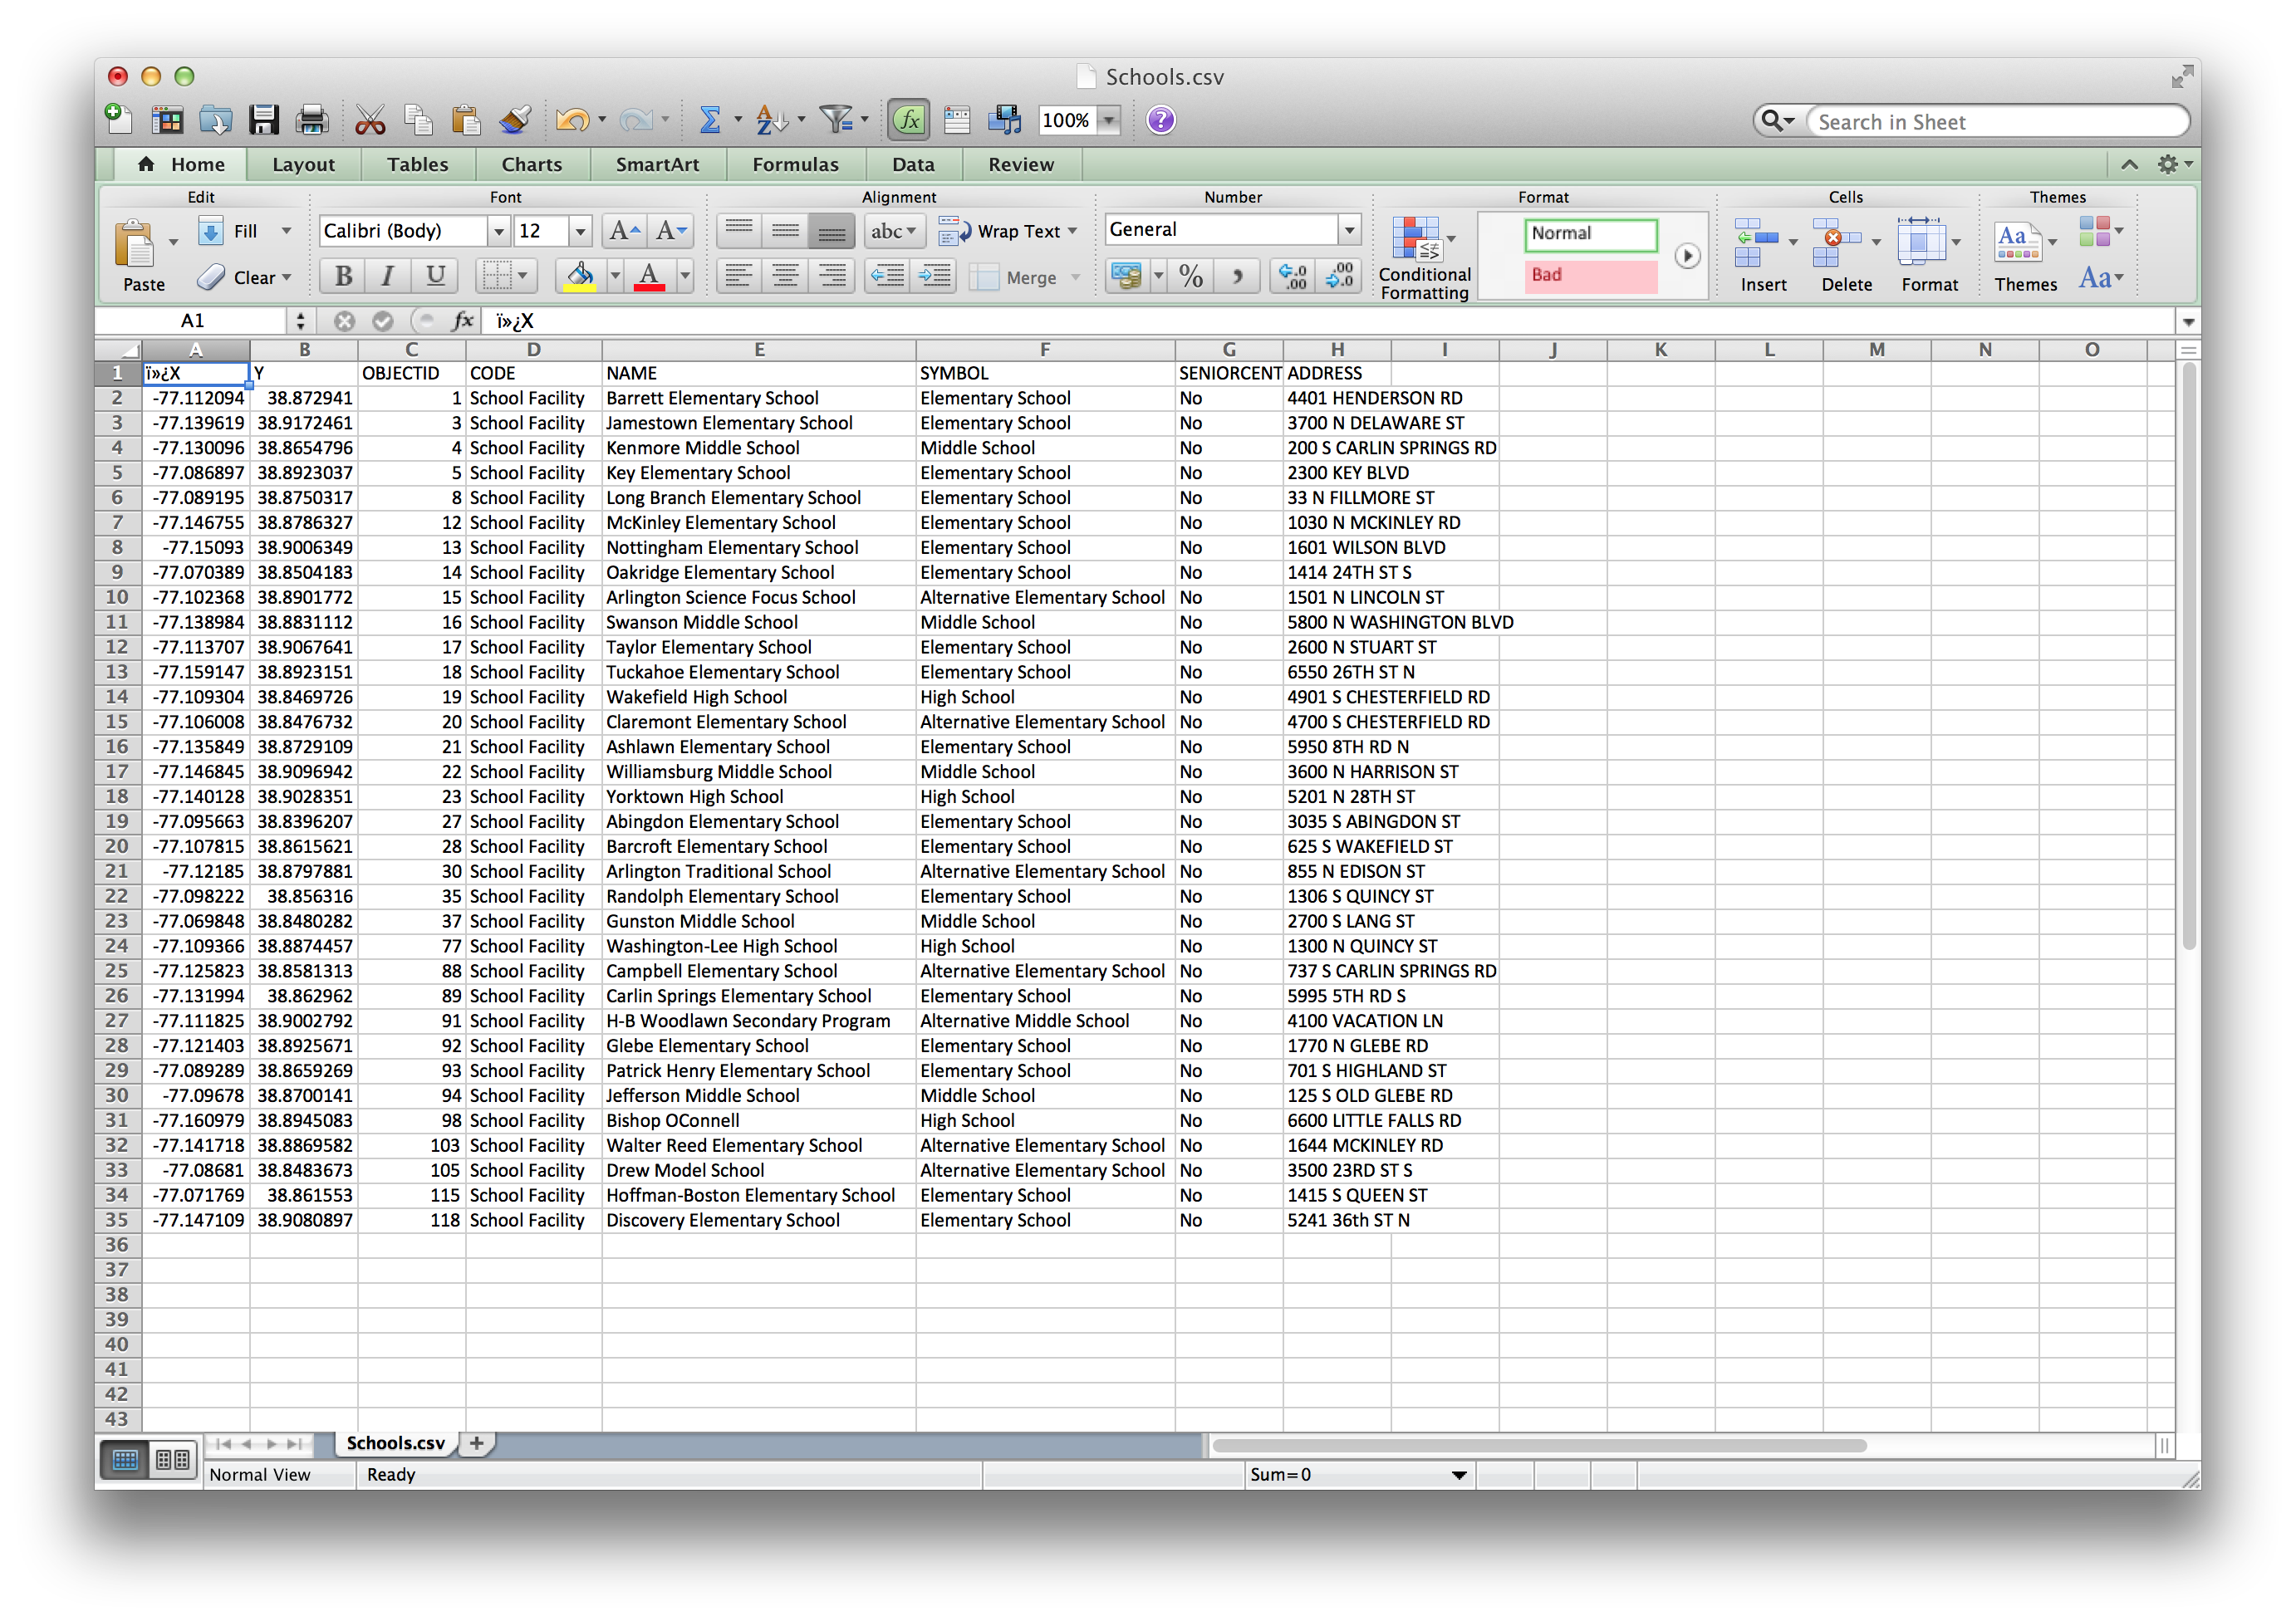 Schools.csv
100% ? Search in Sheet
Home Layout Tables Charts SmartArt Formulas Data Review
Edit Font Alignment Number Format Cells Themes
Paste Fill Calibri (Body) 12 A A abc Wrap Text General Conditional Formatting Normal Insert Delete Format Themes Aa
Clear B I U A Merge % , .0 .00 .00 .0 Bad Aa
A1 fx ï»¿X
A B C D E F G H I J K L M N O
1 ï»¿X Y OBJECTID CODE NAME SYMBOL SENIORCENT ADDRESS
2 -77.112094 38.872941 1 School Facility Barrett Elementary School Elementary School No 4401 HENDERSON RD
3 -77.139619 38.9172461 3 School Facility Jamestown Elementary School Elementary School No 3700 N DELAWARE ST
4 -77.130096 38.8654796 4 School Facility Kenmore Middle School Middle School No 200 S CARLIN SPRINGS RD
5 -77.086897 38.8923037 5 School Facility Key Elementary School Elementary School No 2300 KEY BLVD
6 -77.089195 38.8750317 8 School Facility Long Branch Elementary School Elementary School No 33 N FILLMORE ST
7 -77.146755 38.8786327 12 School Facility McKinley Elementary School Elementary School No 1030 N MCKINLEY RD
8 -77.15093 38.9006349 13 School Facility Nottingham Elementary School Elementary School No 1601 WILSON BLVD
9 -77.070389 38.8504183 14 School Facility Oakridge Elementary School Elementary School No 1414 24TH ST S
10 -77.102368 38.8901772 15 School Facility Arlington Science Focus School Alternative Elementary School No 1501 N LINCOLN ST
11 -77.138984 38.8831112 16 School Facility Swanson Middle School Middle School No 5800 N WASHINGTON BLVD
12 -77.113707 38.9067641 17 School Facility Taylor Elementary School Elementary School No 2600 N STUART ST
13 -77.159147 38.8923151 18 School Facility Tuckahoe Elementary School Elementary School No 6550 26TH ST N
14 -77.109304 38.8469726 19 School Facility Wakefield High School High School No 4901 S CHESTERFIELD RD
15 -77.106008 38.8476732 20 School Facility Claremont Elementary School Alternative Elementary School No 4700 S CHESTERFIELD RD
16 -77.135849 38.8729109 21 School Facility Ashlawn Elementary School Elementary School No 5950 8TH RD N
17 -77.146845 38.9096942 22 School Facility Williamsburg Middle School Middle School No 3600 N HARRISON ST
18 -77.140128 38.9028351 23 School Facility Yorktown High School High School No 5201 N 28TH ST
19 -77.095663 38.8396207 27 School Facility Abingdon Elementary School Elementary School No 3035 S ABINGDON ST
20 -77.107815 38.8615621 28 School Facility Barcroft Elementary School Elementary School No 625 S WAKEFIELD ST
21 -77.12185 38.8797881 30 School Facility Arlington Traditional School Alternative Elementary School No 855 N EDISON ST
22 -77.098222 38.856316 35 School Facility Randolph Elementary School Elementary School No 1306 S QUINCY ST
23 -77.069848 38.8480282 37 School Facility Gunston Middle School Middle School No 2700 S LANG ST
24 -77.109366 38.8874457 77 School Facility Washington-Lee High School High School No 1300 N QUINCY ST
25 -77.125823 38.8581313 88 School Facility Campbell Elementary School Alternative Elementary School No 737 S CARLIN SPRINGS RD
26 -77.131994 38.862962 89 School Facility Carlin Springs Elementary School Elementary School No 5995 5TH RD S
27 -77.111825 38.9002792 91 School Facility H-B Woodlawn Secondary Program Alternative Middle School No 4100 VACATION LN
28 -77.121403 38.8925671 92 School Facility Glebe Elementary School Elementary School No 1770 N GLEBE RD
29 -77.089289 38.8659269 93 School Facility Patrick Henry Elementary School Elementary School No 701 S HIGHLAND ST
30 -77.09678 38.8700141 94 School Facility Jefferson Middle School Middle School No 125 S OLD GLEBE RD
31 -77.160979 38.8945083 98 School Facility Bishop OConnell High School No 6600 LITTLE FALLS RD
32 -77.141718 38.8869582 103 School Facility Walter Reed Elementary School Alternative Elementary School No 1644 MCKINLEY RD
33 -77.08681 38.8483673 105 School Facility Drew Model School Alternative Elementary School No 3500 23RD ST S
34 -77.071769 38.861553 115 School Facility Hoffman-Boston Elementary School Elementary School No 1415 S QUEEN ST
35 -77.147109 38.9080897 118 School Facility Discovery Elementary School Elementary School No 5241 36th ST N
36
37
38
39
40
41
42
43
Schools.csv
Normal View Ready Sum=0